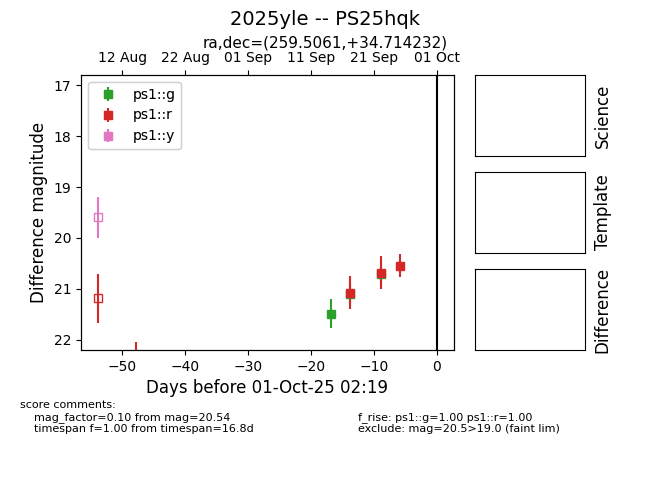 2025yle -- PS25hqk
ra,dec=(259.5061,+34.714232)
12 Aug 22 Aug 01 Sep 11 Sep 21 Sep 01 Oct
ps1::g
ps1::r
ps1::y
17
18
19
20
21
22
Difference magnitude
−50 −40 −30 −20 −10 0
Days before 01-Oct-25 02:19
Science
Template
Difference
score comments:
mag_factor=0.10 from mag=20.54
timespan f=1.00 from timespan=16.8d
f_rise: ps1::g=1.00 ps1::r=1.00
exclude: mag=20.5>19.0 (faint lim)